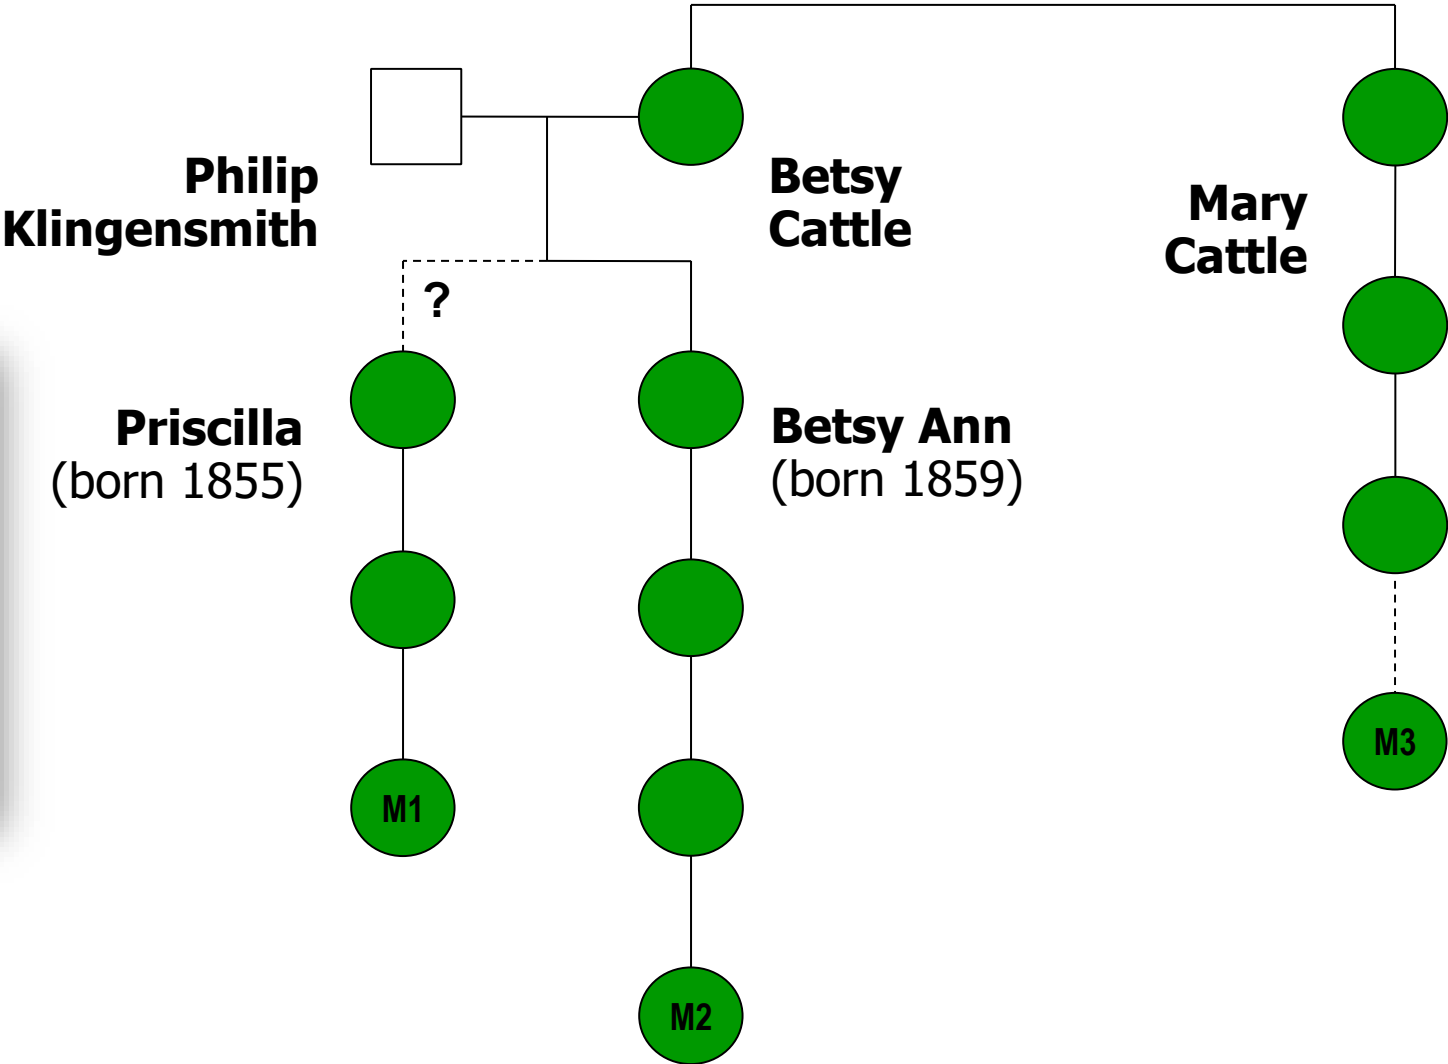 Philip
Klingensmith
Betsy
Cattle
Mary
Cattle
?
Priscilla
(born 1855)
Betsy Ann
(born 1859)
M3
M1
M2